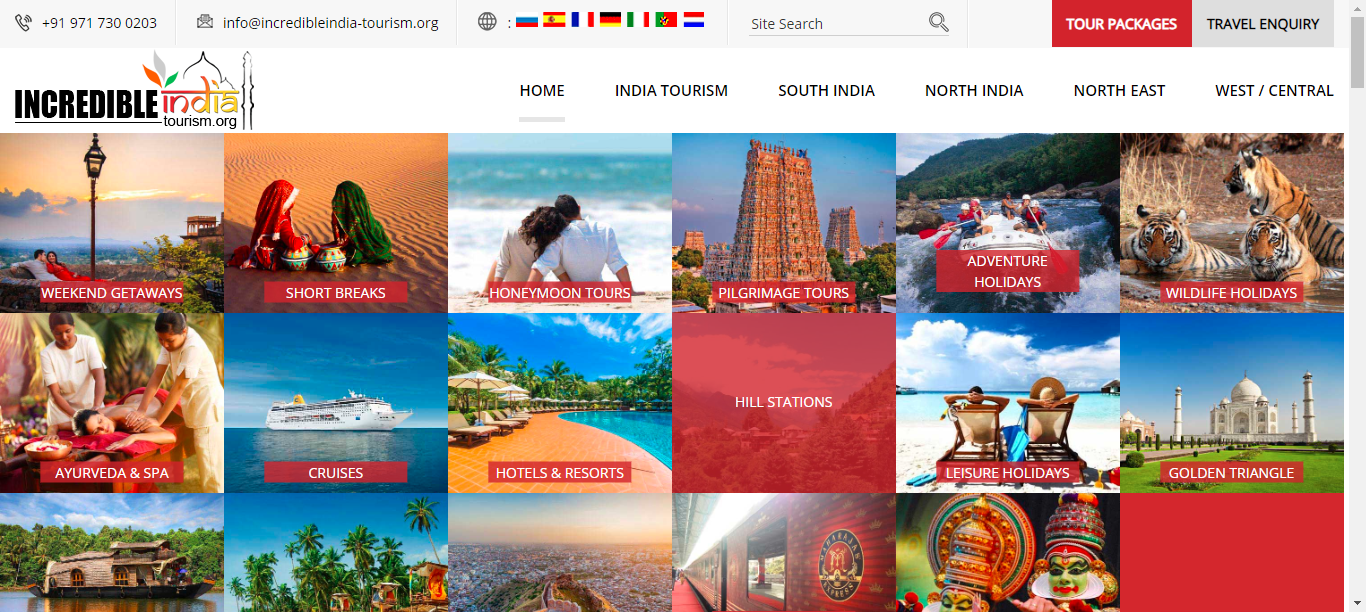 +91 971 730 0203
info@incredibleindia-tourism.org
:
Site Search
TOUR PACKAGES
TRAVEL ENQUIRY
INCREDIBLE india
tourism.org
HOME
INDIA TOURISM
SOUTH INDIA
NORTH INDIA
NORTH EAST
WEST / CENTRAL
WEEKEND GETAWAYS
SHORT BREAKS
HONEYMOON TOURS
PILGRIMAGE TOURS
ADVENTURE
HOLIDAYS
WILDLIFE HOLIDAYS
AYURVEDA & SPA
CRUISES
HOTELS & RESORTS
HILL STATIONS
LEISURE HOLIDAYS
GOLDEN TRIANGLE
MAHARAJAS
EXPRESS